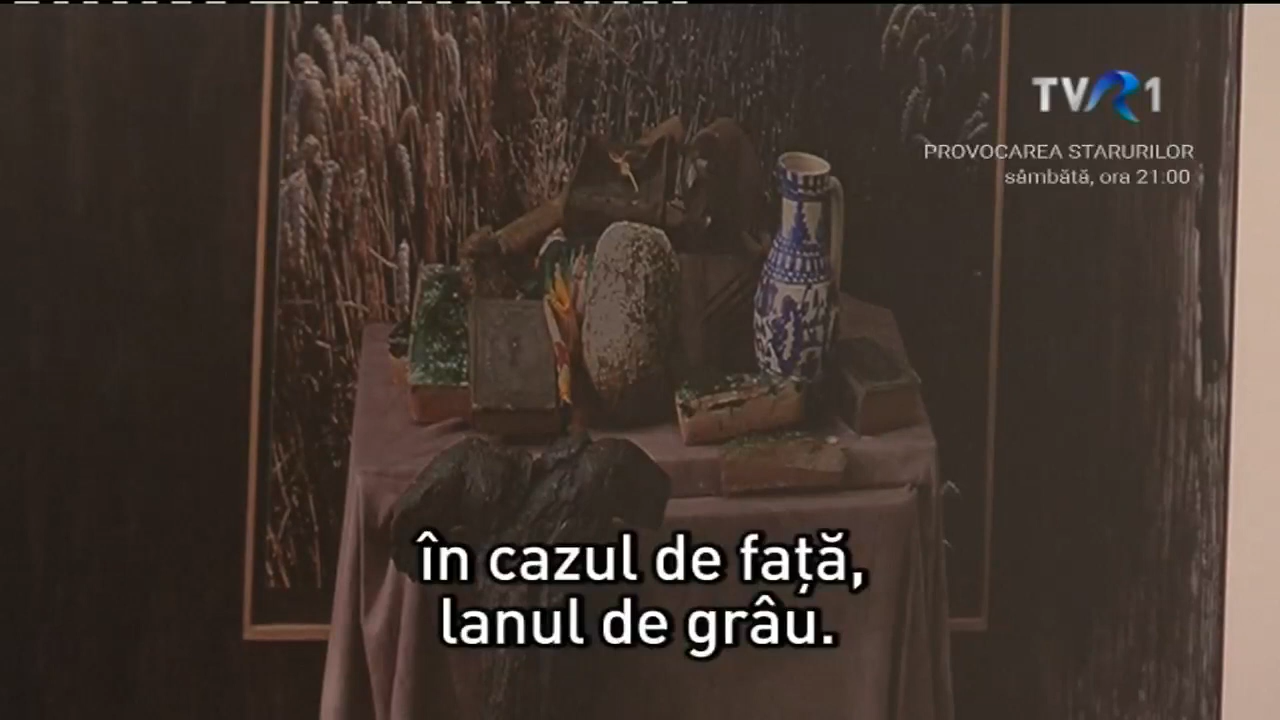 TVR1
PROVOCAREA STARURILOR
sâmbătă, ora 21.00
în cazul de față,
lanul de grâu.